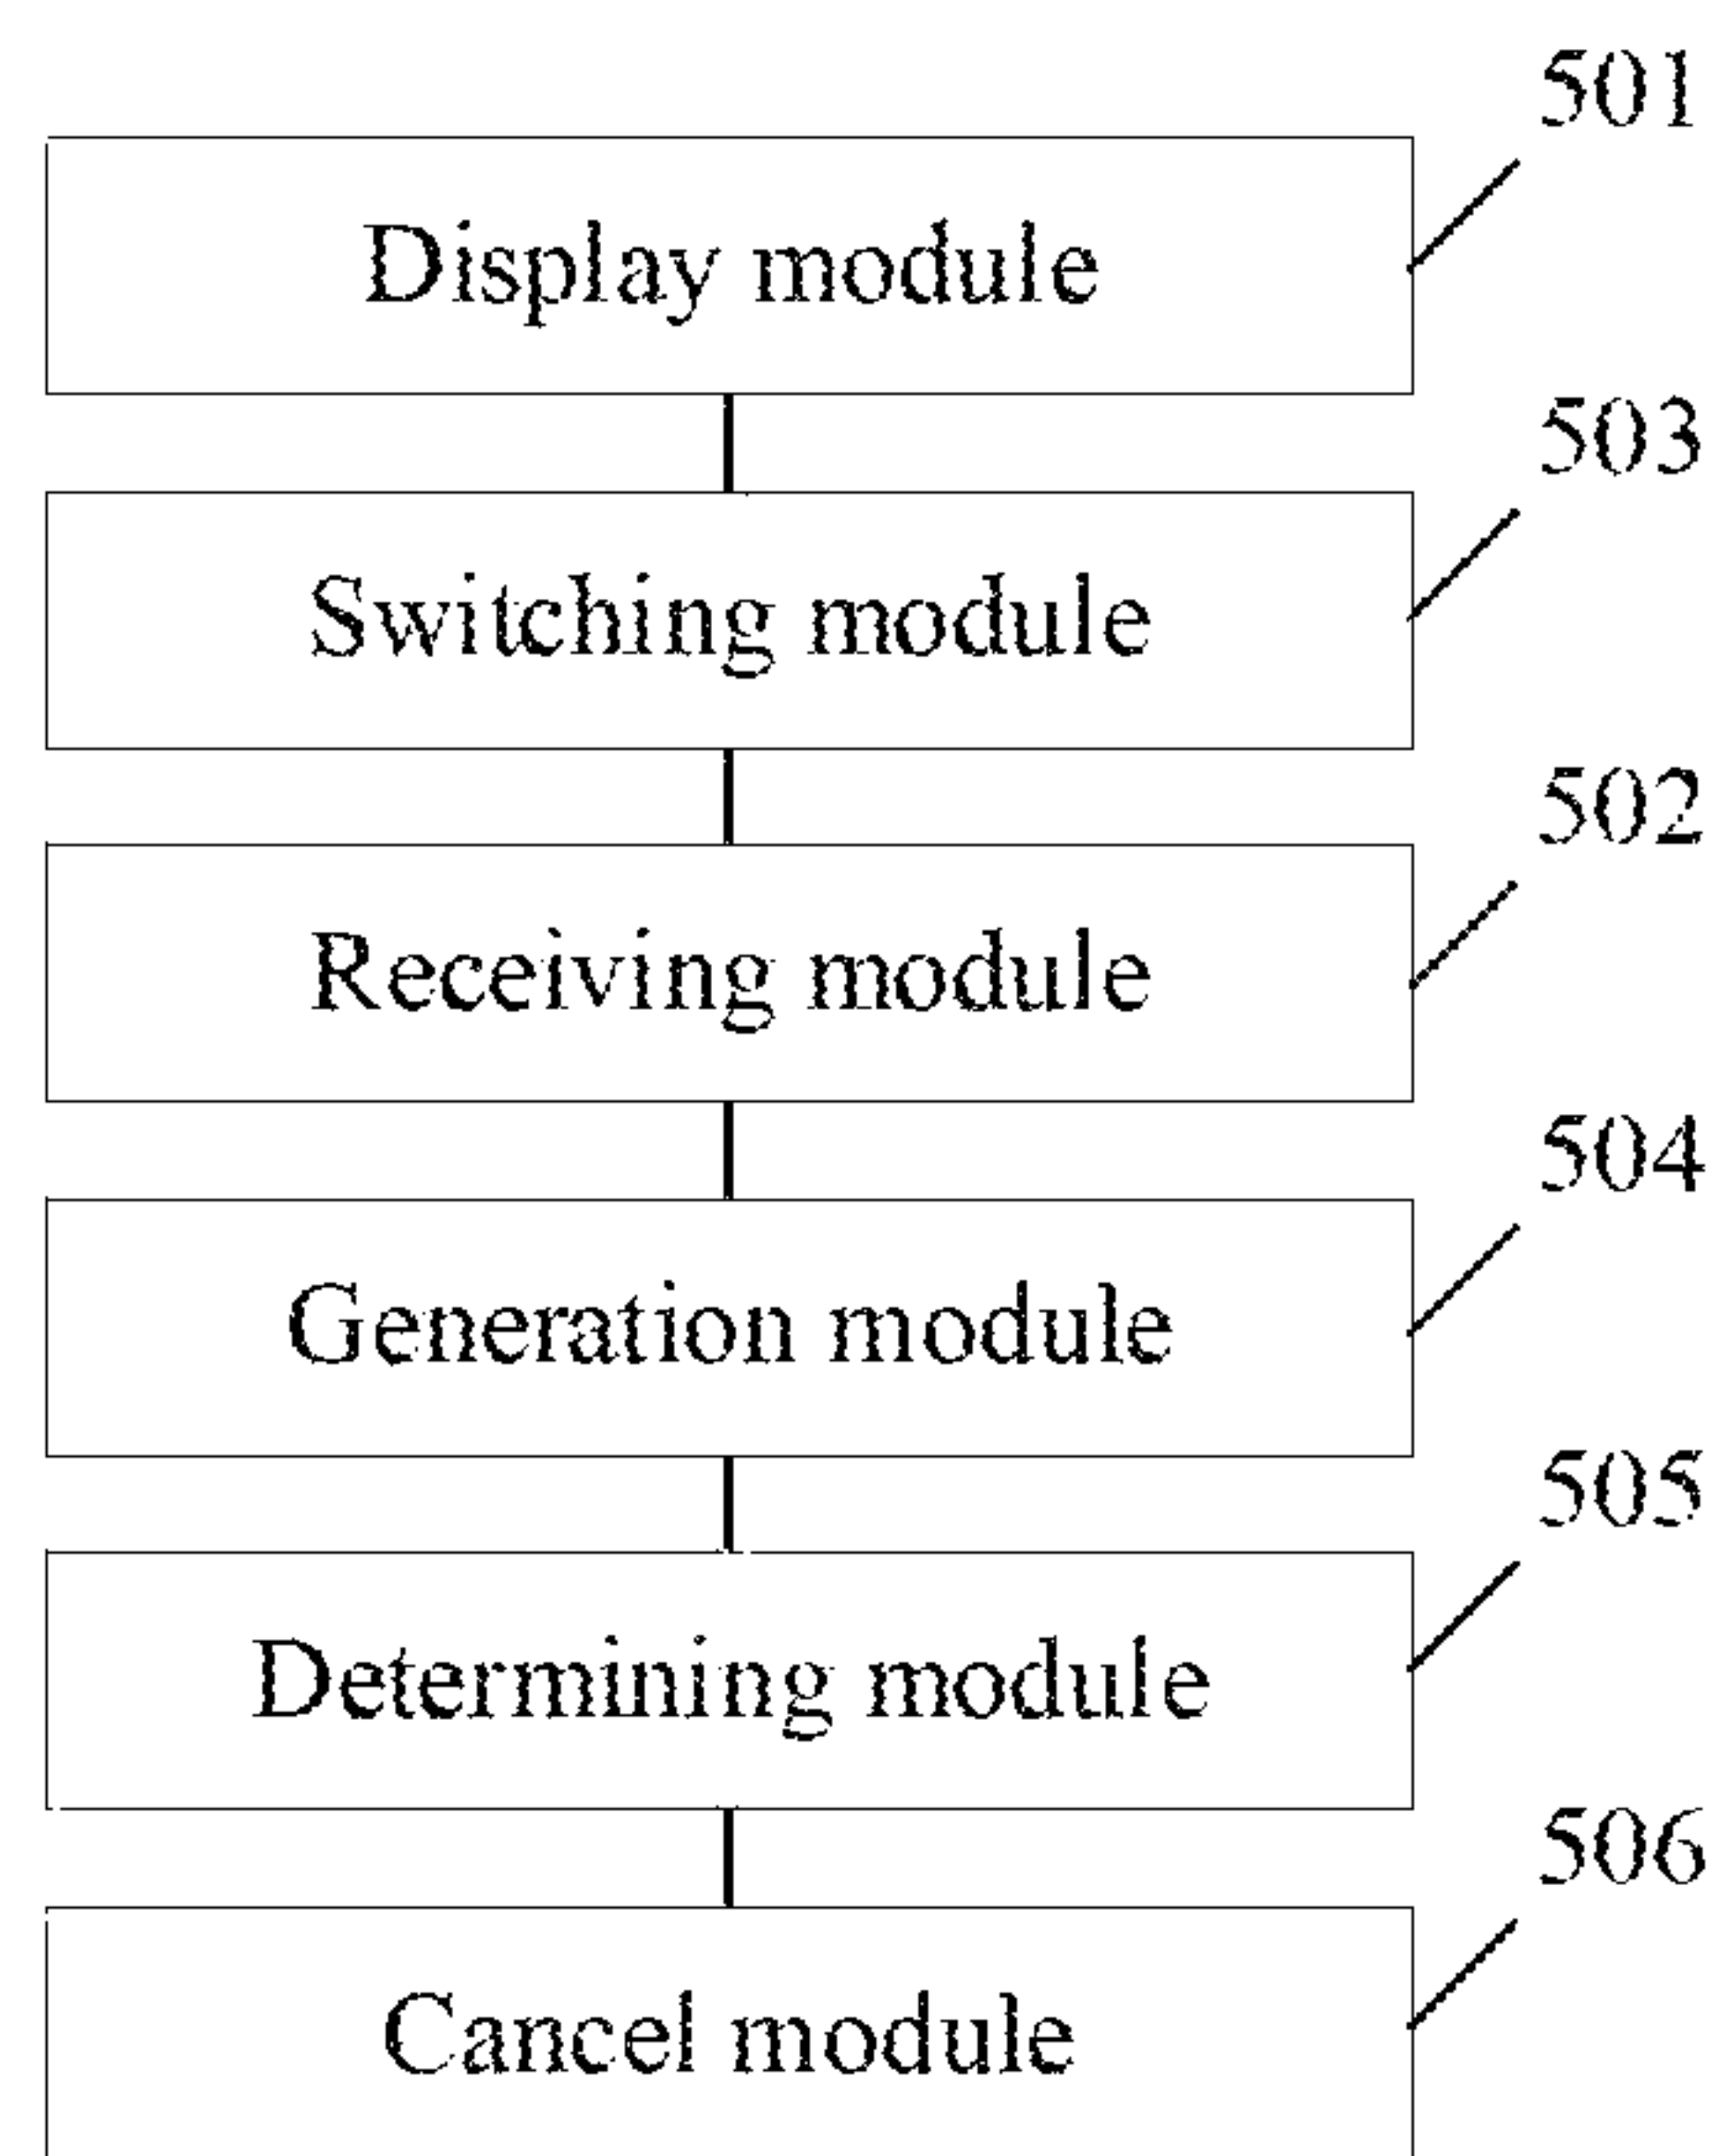 501
Display module
503
Switching module
502
Receiving module
504
Generation module
505
Determining module
506
Cancel module